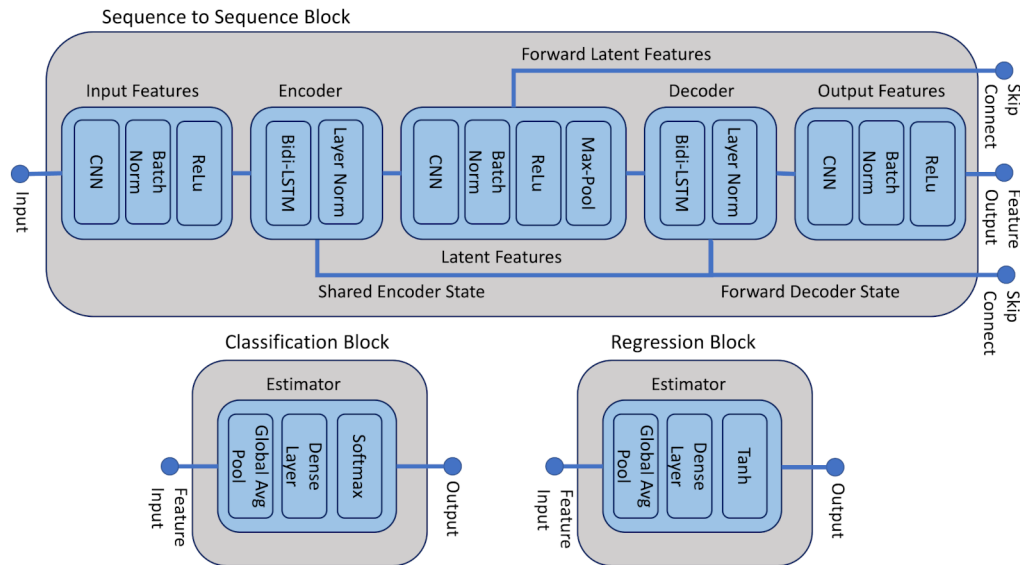 Sequence to Sequence Block
Forward Latent Features
Input Features
Encoder
Decoder
Output Features
CNN
Batch
Norm
ReLu
Bidi-LSTM
Layer Norm
CNN
Batch
Norm
ReLu
Max-Pool
Bidi-LSTM
Layer Norm
CNN
Batch
Norm
ReLu
Input
Skip
Connect
Feature
Output
Skip
Connect
Latent Features
Shared Encoder State
Forward Decoder State
Classification Block
Estimator
Global Avg
Pool
Dense
Layer
Softmax
Feature
Input
Output
Regression Block
Estimator
Global Avg
Pool
Dense
Layer
Tanh
Feature
Input
Output